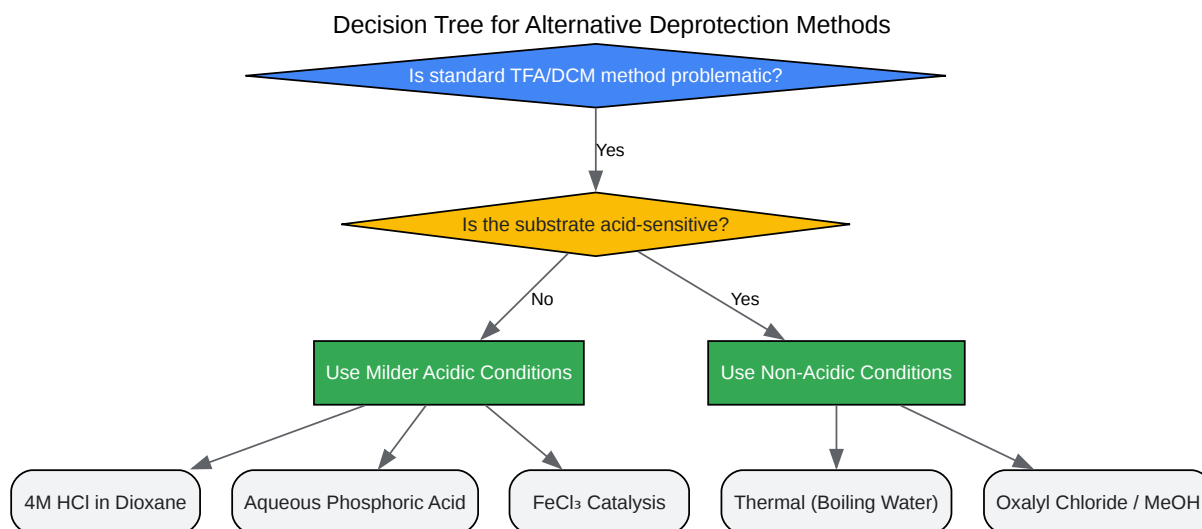 Decision Tree for Alternative Deprotection Methods
Is standard TFA/DCM method problematic?
Yes
Is the substrate acid-sensitive?
No
Yes
Use Milder Acidic Conditions
Use Non-Acidic Conditions
4M HCl in Dioxane
Aqueous Phosphoric Acid
FeCl₃ Catalysis
Thermal (Boiling Water)
Oxalyl Chloride / MeOH